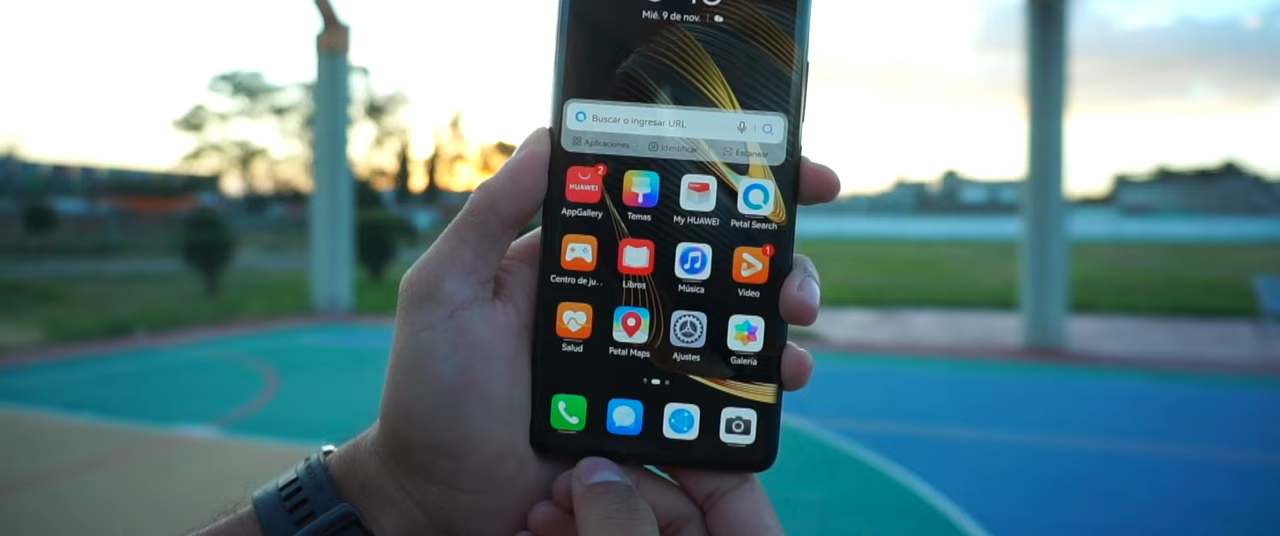 Mié. 9 de nov.
Buscar o ingresar URL
Aplicaciones Identificar Escanear
HUAWEI 2
AppGallery Temas My HUAWEI Petal Search
1
Centro de ju... Libros Música Video
Salud Petal Maps Ajustes Galería